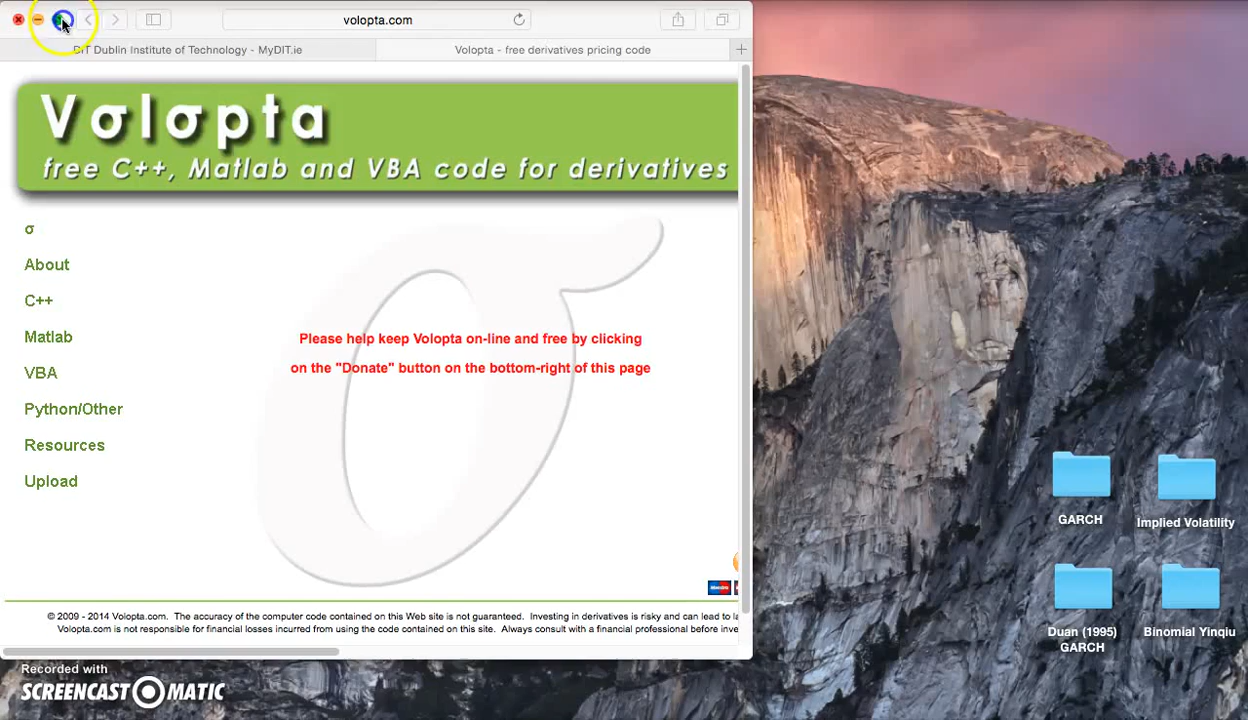 volopta.com
DIT Dublin Institute of Technology - MyDIT.ie
Volopta - free derivatives pricing code
Vσlσpta
free C++, Matlab and VBA code for derivatives
σ
About
C++
Matlab
VBA
Python/Other
Resources
Upload
Please help keep Volopta on-line and free by clicking
on the "Donate" button on the bottom-right of this page
© 2009 - 2014 Volopta.com. The accuracy of the computer code contained on this Web site is not guaranteed. Investing in derivatives is risky and can lead to
Volopta.com is not responsible for financial losses incurred from using the code contained on this site. Always consult with a financial professional before inve
GARCH
Implied Volatility
Duan (1995)
GARCH
Binomial Yinqiu
Recorded with
SCREENCAST MATIC